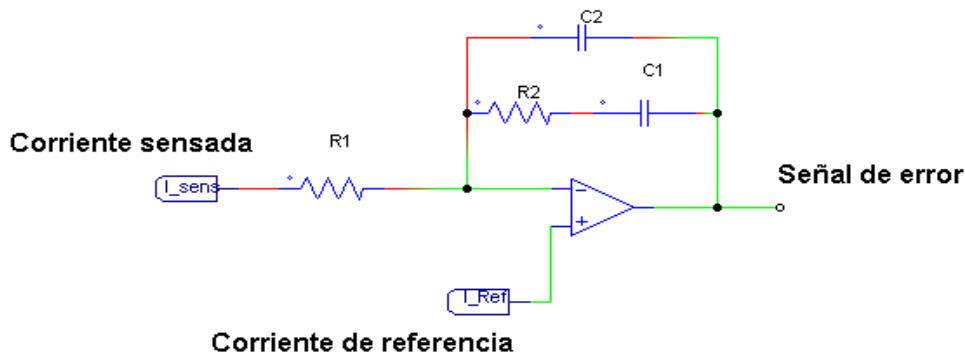 C2
C1
R2
R1
Corriente sensada
I_sens
Señal de error
I_Ref
Corriente de referencia